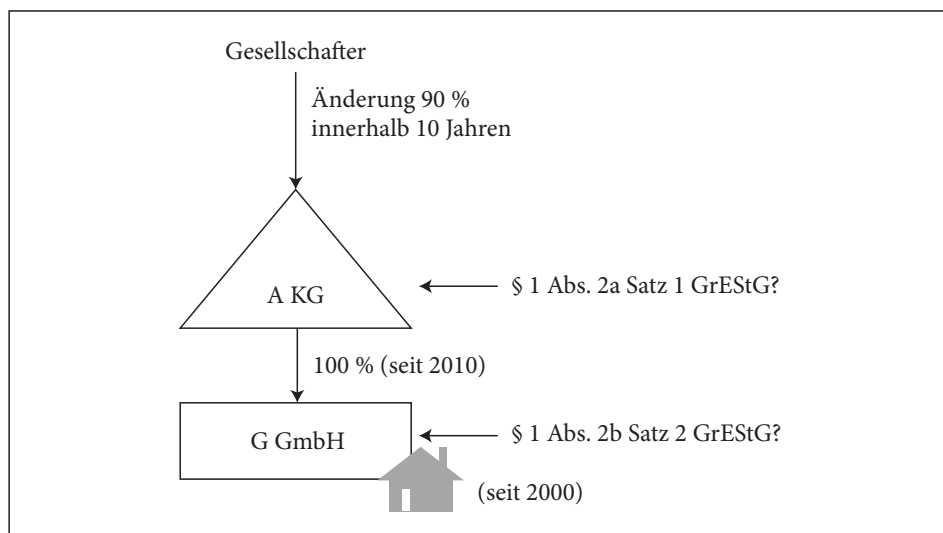 Gesellschafter
Änderung 90 %
innerhalb 10 Jahren
A KG
§ 1 Abs. 2a Satz 1 GrEStG?
100 % (seit 2010)
G GmbH
§ 1 Abs. 2b Satz 2 GrEStG?
(seit 2000)